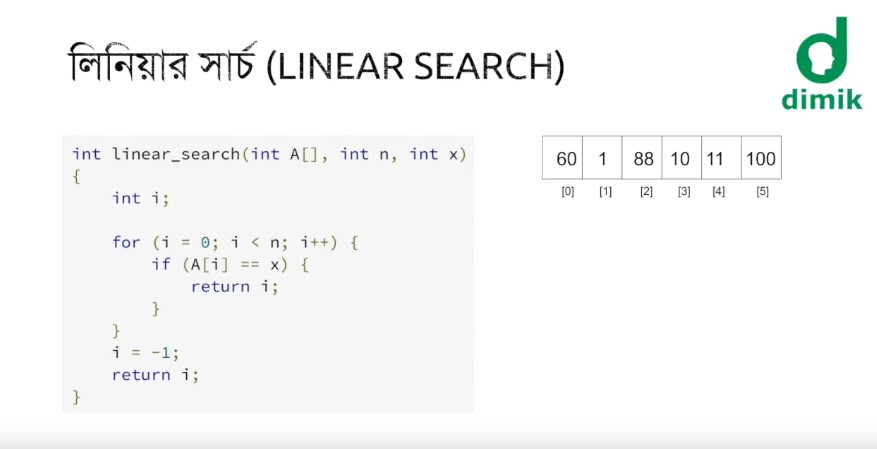 লিনিয়ার সার্চ (LINEAR SEARCH)
dimik
int linear_search(int A[], int n, int x)
{
    int i;

    for (i = 0; i < n; i++) {
        if (A[i] == x) {
            return i;
        }
    }
    i = -1;
    return i;
}
60 1 88 10 11 100
[0] [1] [2] [3] [4] [5]